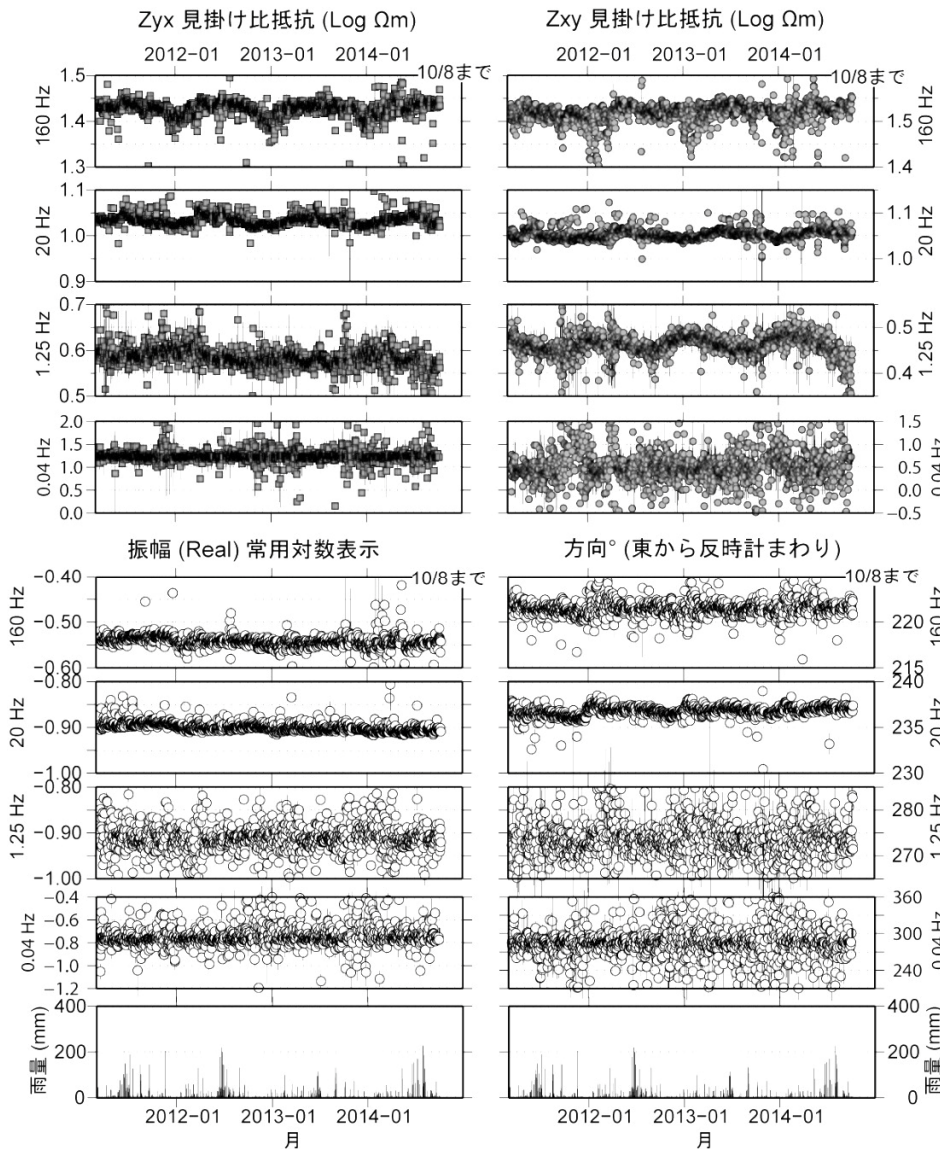 Zyx 見掛け比抵抗 (Log Ωm)
2012−01 2013−01 2014−01
10/8まで
160 Hz
1.5
1.4
1.3
20 Hz
1.1
1.0
0.9
1.25 Hz
0.7
0.6
0.5
0.04 Hz
2.0
1.5
1.0
0.5
0.0
Zxy 見掛け比抵抗 (Log Ωm)
2012−01 2013−01 2014−01
10/8まで
1.5
1.4
160 Hz
1.1
1.0
20 Hz
0.5
0.4
1.25 Hz
1.5
1.0
0.5
0.0
−0.5
0.04 Hz
振幅 (Real) 常用対数表示
10/8まで
160 Hz
−0.40
−0.50
−0.60
20 Hz
−0.80
−0.90
−1.00
1.25 Hz
−0.80
−0.90
−1.00
0.04 Hz
−0.4
−0.6
−0.8
−1.0
−1.2
雨量 (mm)
400
200
0
2012−01 2013−01 2014−01
月
方向° (東から反時計まわり)
10/8まで
220
215
160 Hz
240
235
230
20 Hz
280
270
1.25 Hz
360
300
240
0.04 Hz
400
200
0
雨量 (mm)
2012−01 2013−01 2014−01
月